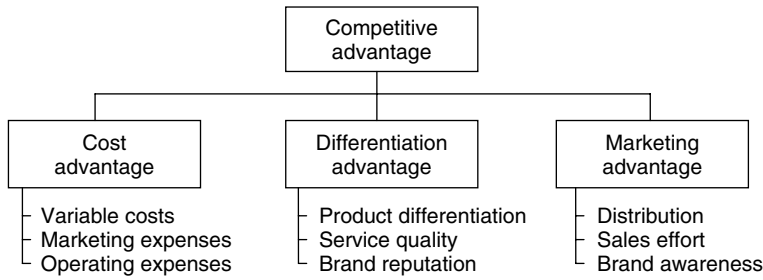 Competitive
advantage
Cost
advantage
Differentiation
advantage
Marketing
advantage
Variable costs
Marketing expenses
Operating expenses
Product differentiation
Service quality
Brand reputation
Distribution
Sales effort
Brand awareness